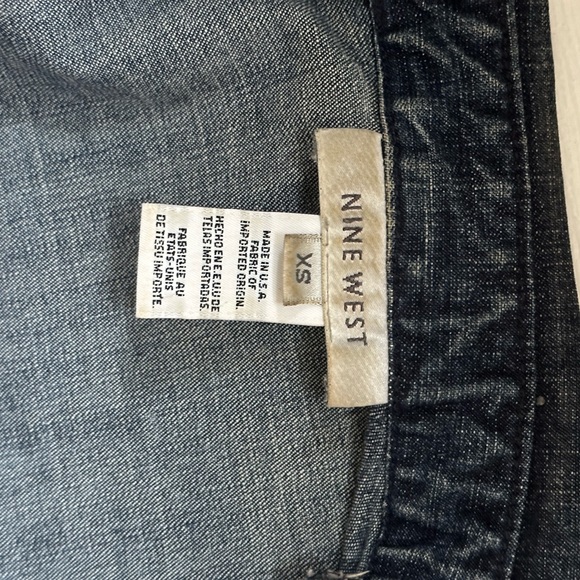 NINE WEST
XS
MADE IN U.S.A.
FABRIC OF
IMPORTED ORIGIN.
HECHO EN E.E.U.U DE
TELAS IMPORTADAS.
FABRIQUE AU
ETATS-UNIS
DE TISSU IMPORTE.